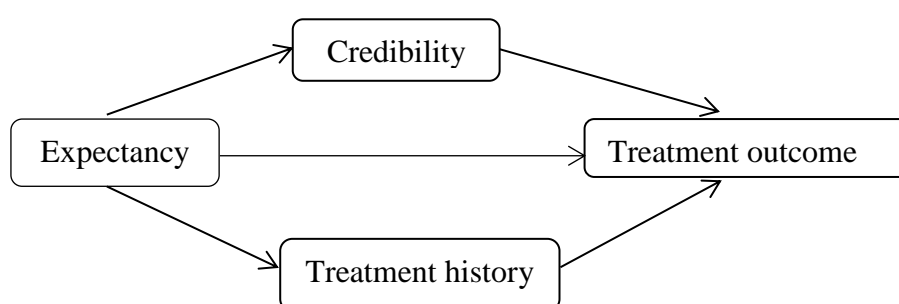 Credibility
Expectancy
Treatment outcome
Treatment history